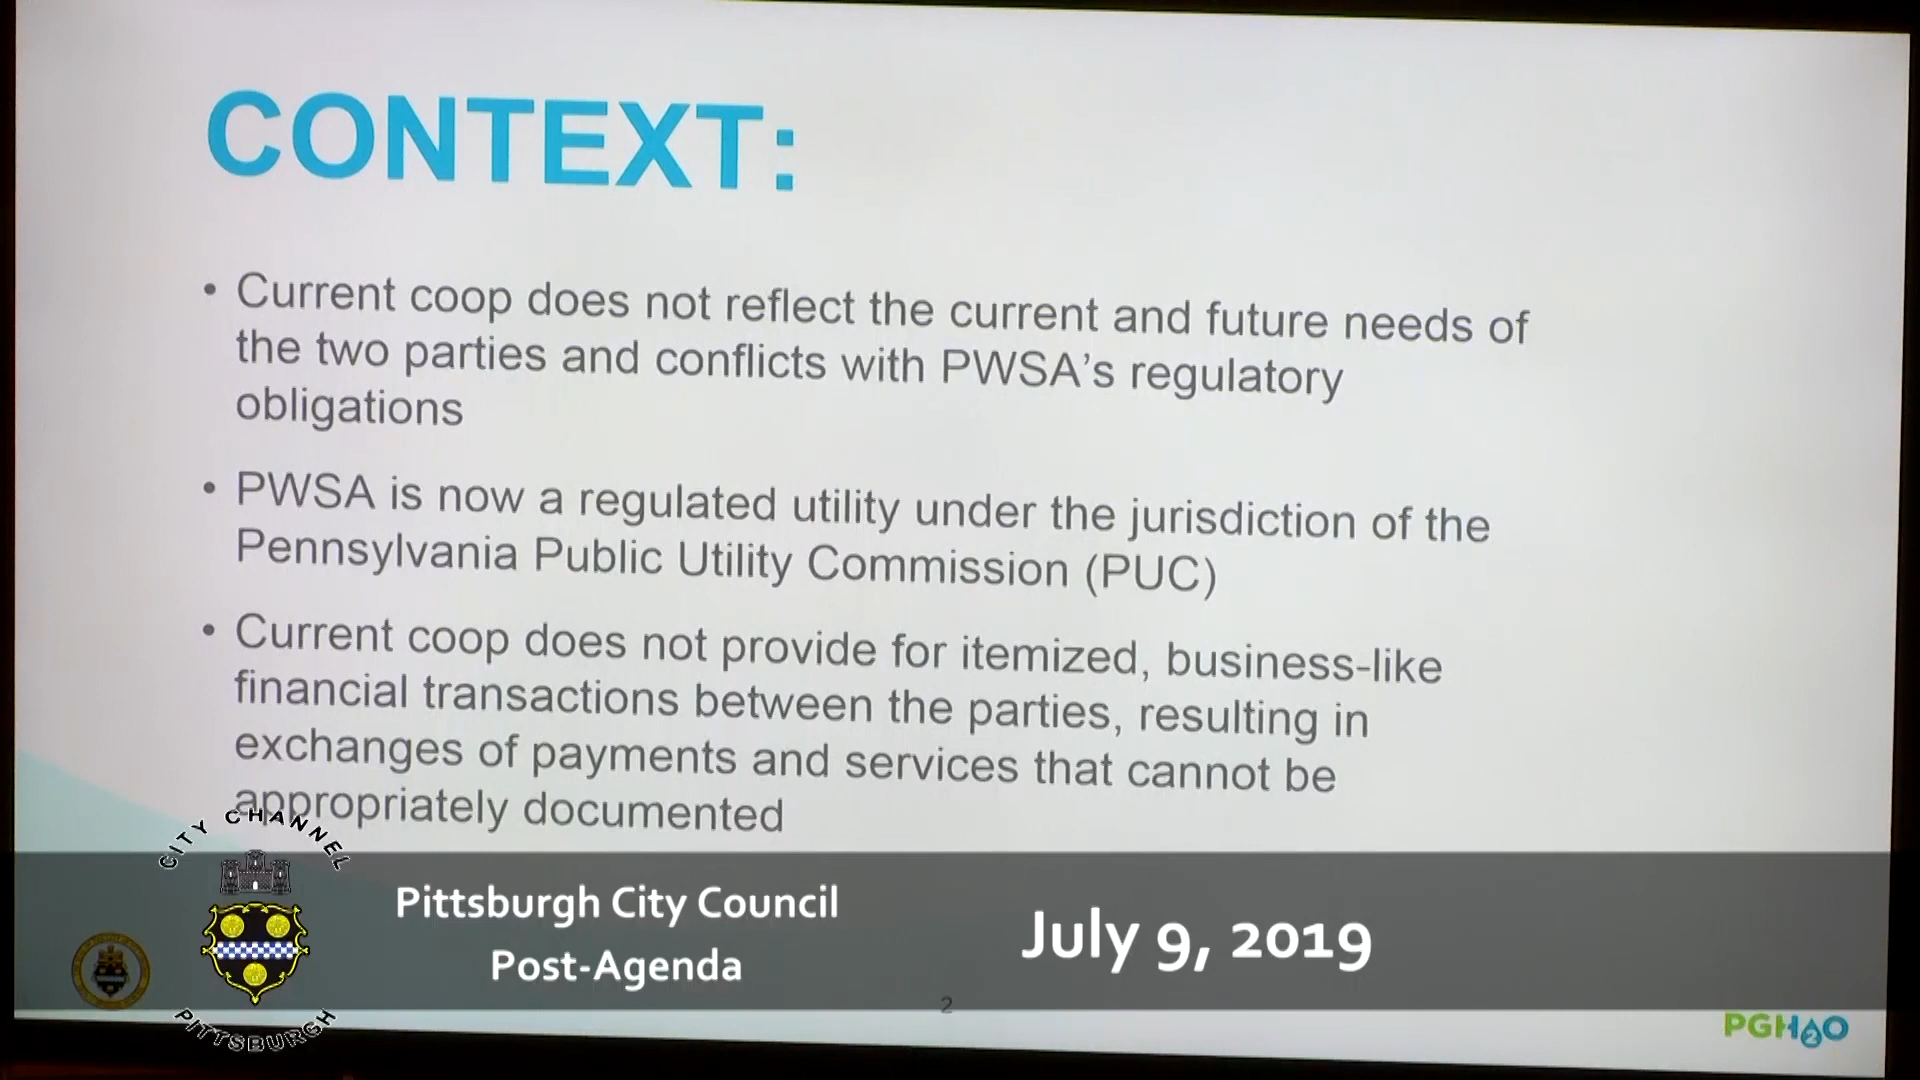 CONTEXT:
• Current coop does not reflect the current and future needs of
the two parties and conflicts with PWSA’s regulatory
obligations
• PWSA is now a regulated utility under the jurisdiction of the
Pennsylvania Public Utility Commission (PUC)
• Current coop does not provide for itemized, business-like
financial transactions between the parties, resulting in
exchanges of payments and services that cannot be
appropriately documented
CITY CHANNEL
PITTSBURGH
Pittsburgh City Council
Post-Agenda
July 9, 2019
2
PGH2O